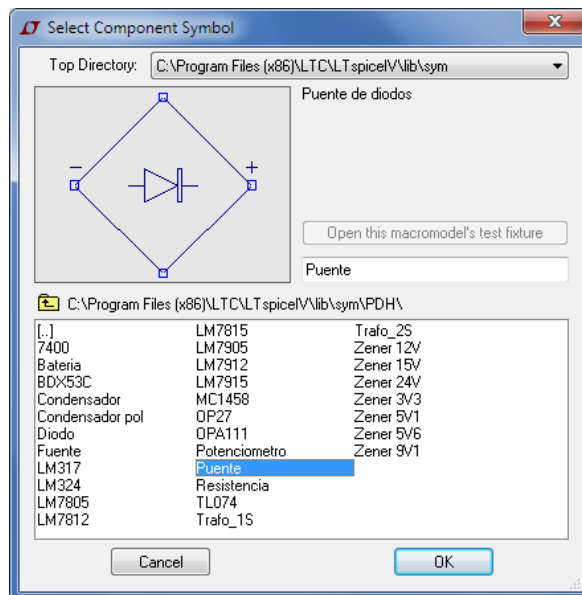 Select Component Symbol
Top Directory: C:\Program Files (x86)\LTC\LTspiceIV\lib\sym
Puente de diodos
- +
Open this macromodel's test fixture
Puente
C:\Program Files (x86)\LTC\LTspiceIV\lib\sym\PDH\
[..]
7400
Bateria
BDX53C
Condensador
Condensador pol
Diodo
Fuente
LM317
LM324
LM7805
LM7812
LM7815
LM7905
LM7912
LM7915
MC1458
OP27
OPA111
Potenciometro
Puente
Resistencia
TL074
Trafo_1S
Trafo_2S
Zener 12V
Zener 15V
Zener 24V
Zener 3V3
Zener 5V1
Zener 5V6
Zener 9V1
Cancel OK